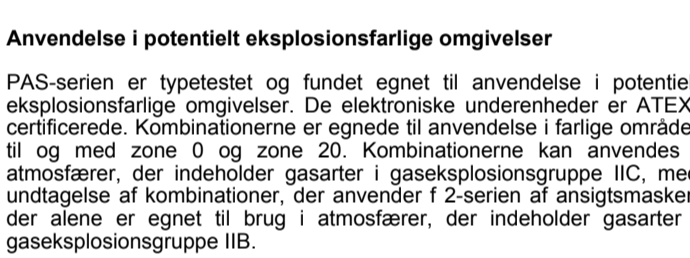 Anvendelse i potentielt eksplosionsfarlige omgivelser
PAS-serien er typetestet og fundet egnet til anvendelse i potentie
eksplosionsfarlige omgivelser. De elektroniske underenheder er ATEX
certificerede. Kombinationerne er egnede til anvendelse i farlige område
til og med zone 0 og zone 20. Kombinationerne kan anvendes
atmosfærer, der indeholder gasarter i gaseksplosionsgruppe IIC, med
undtagelse af kombinationer, der anvender f 2-serien af ansigtsmasker
der alene er egnet til brug i atmosfærer, der indeholder gasarter
gaseksplosionsgruppe IIB.